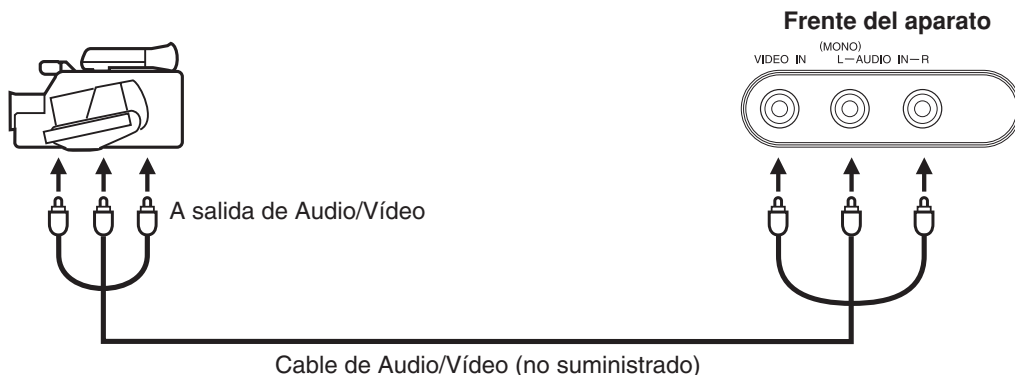 Frente del aparato
(MONO)
VIDEO IN L—AUDIO IN—R
A salida de Audio/Vídeo
Cable de Audio/Vídeo (no suministrado)